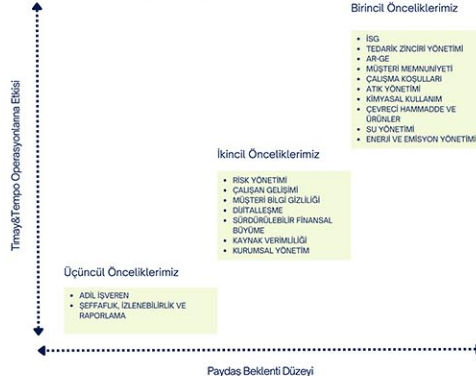 Birincil Önceliklerimiz
İSG
TEDARİK ZİNCİRİ YÖNETİMİ
AR-GE
MÜŞTERİ MEMNUNİYETİ
ÇALIŞMA KOŞULLARI
ATIK YÖNETİMİ
KİMYASAL KULLANIM
ÇEVRECİ HAMMADDE VE
ÜRÜNLER
SU YÖNETİMİ
ENERJİ VE EMİSYON YÖNETİMİ
İkincil Önceliklerimiz
RİSK YÖNETİMİ
ÇALIŞAN GELİŞİMİ
MÜŞTERİ BİLGİ GİZLİLİĞİ
DİJİTALLEŞME
SÜRDÜRÜLEBİLİR FİNANSAL
BÜYÜME
KAYNAK VERİMLİLİĞİ
KURUMSAL YÖNETİM
Üçüncül Önceliklerimiz
ADİL İŞVEREN
ŞEFFAFLIK, İZLENEBİLİRLİK VE
RAPORLAMA
Timay&Tempo Operasyonlarına Etkisi
Paydaş Beklenti Düzeyi